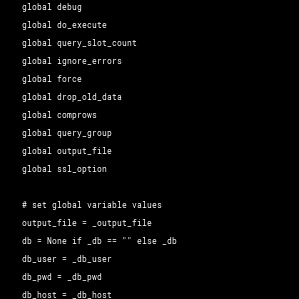 global debug
global do_execute
global query_slot_count
global ignore_errors
global force
global drop_old_data
global comprows
global query_group
global output_file
global ssl_option
# set global variable values
output_file = _output_file
db = None if _db == "" else _db
db_user = _db_user
db_pwd = _db_pwd
db_host = _db_host